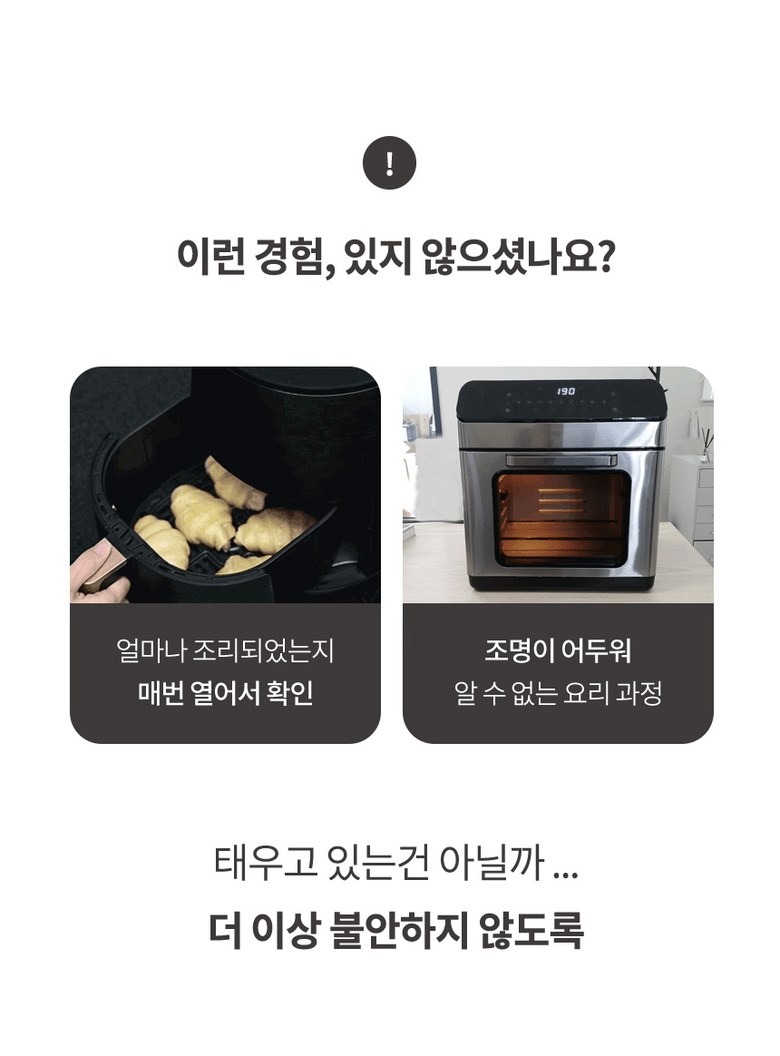 !
이런 경험, 있지 않으셨나요?
190
얼마나 조리되었는지
매번 열어서 확인
조명이 어두워
알 수 없는 요리 과정
태우고 있는건 아닐까 ...
더 이상 불안하지 않도록